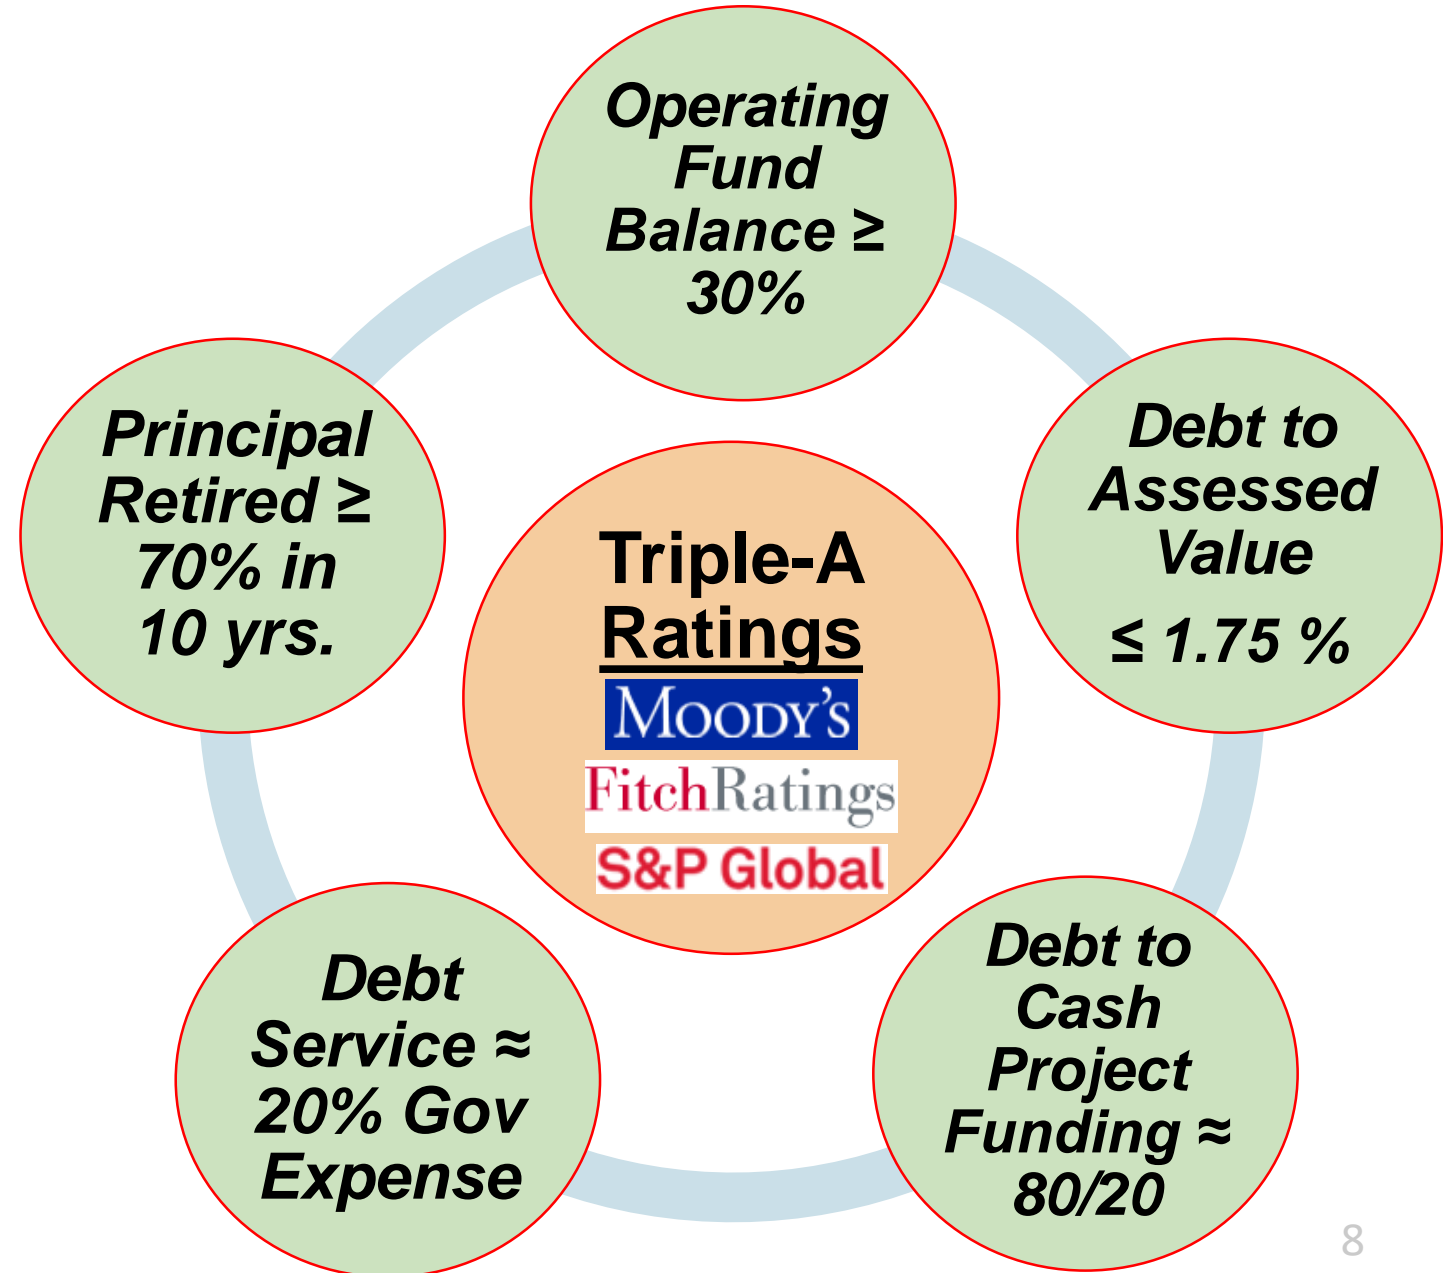 Operating
Fund
Balance ≥
30%
Principal
Retired ≥
70% in
10 yrs.
Debt to
Assessed
Value
≤ 1.75 %
Triple-A
Ratings
MOODY'S
FitchRatings
S&P Global
Debt
Service ≈
20% Gov
Expense
Debt to
Cash
Project
Funding ≈
80/20
8